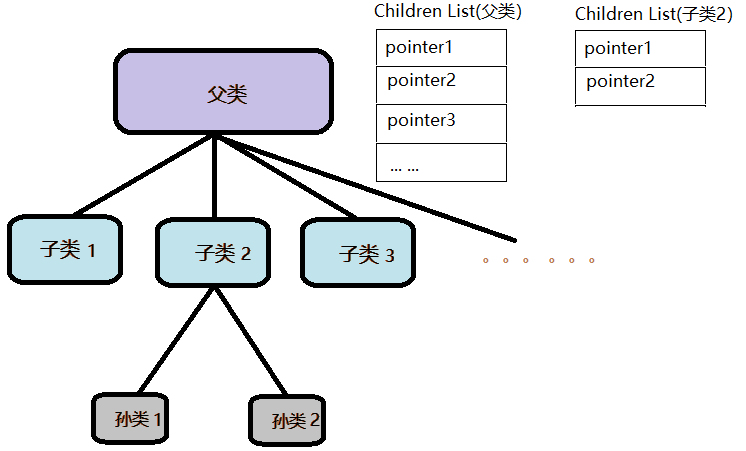 Children List(父类)
pointer1
pointer2
pointer3
... ...
Children List(子类2)
pointer1
pointer2
父类
子类 1
子类 2
子类 3
。。。。。。
孙类 1
孙类 2